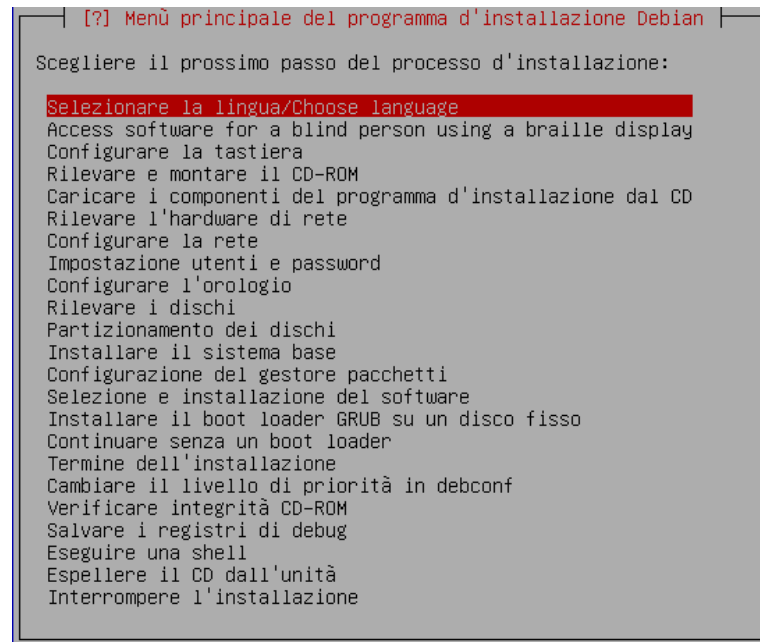 [?] Menù principale del programma d'installazione Debian
Scegliere il prossimo passo del processo d'installazione:
Selezionare la lingua/Choose language
Access software for a blind person using a braille display
Configurare la tastiera
Rilevare e montare il CD-ROM
Caricare i componenti del programma d'installazione dal CD
Rilevare l'hardware di rete
Configurare la rete
Impostazione utenti e password
Configurare l'orologio
Rilevare i dischi
Partizionamento dei dischi
Installare il sistema base
Configurazione del gestore pacchetti
Selezione e installazione del software
Installare il boot loader GRUB su un disco fisso
Continuare senza un boot loader
Termine dell'installazione
Cambiare il livello di priorità in debconf
Verificare integrità CD-ROM
Salvare i registri di debug
Eseguire una shell
Espellere il CD dall'unità
Interrompere l'installazione